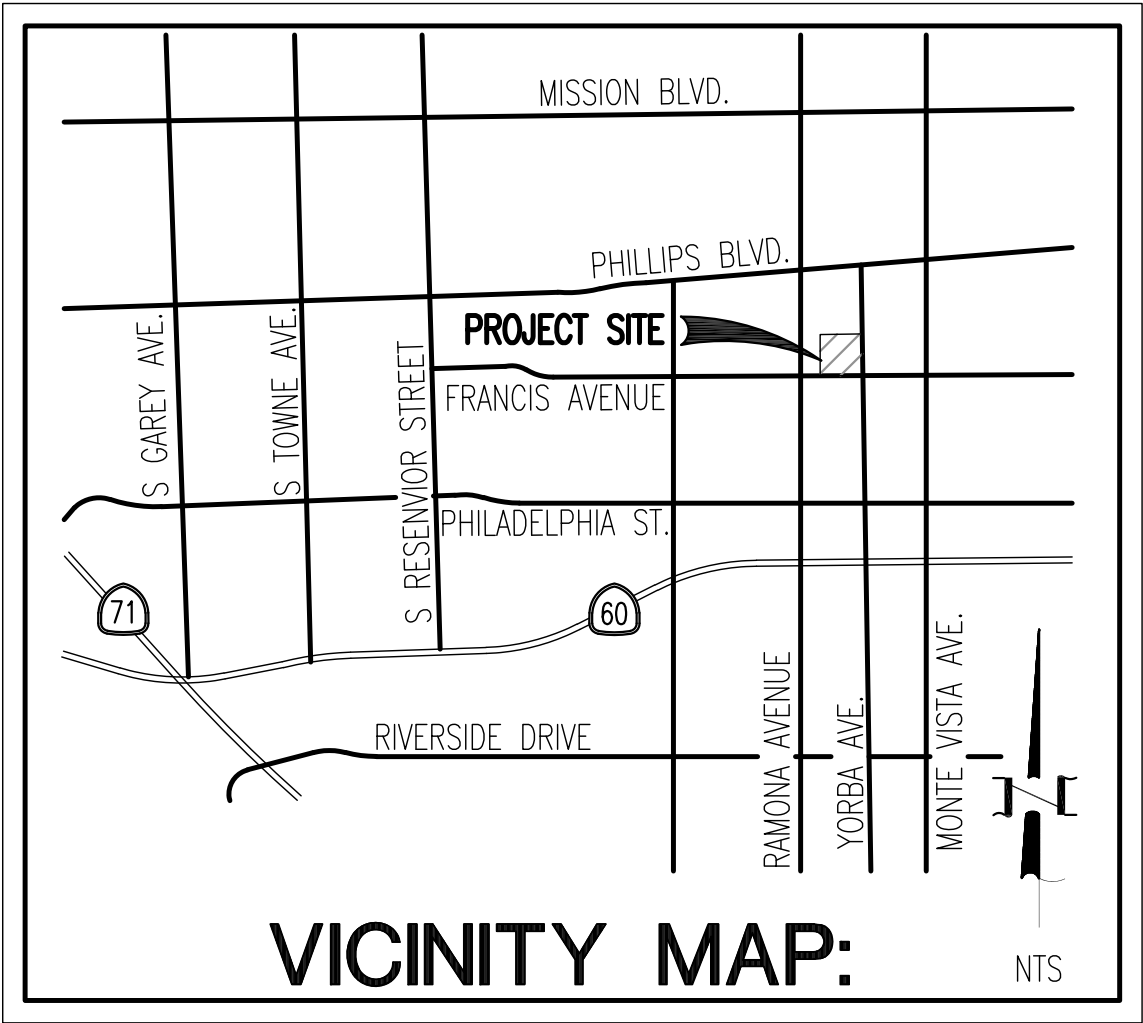 MISSION BLVD.
PHILLIPS BLVD.
PROJECT SITE
S GAREY AVE.
S TOWNE AVE.
S RESENVIOR STREET
FRANCIS AVENUE
PHILADELPHIA ST.
71
60
RIVERSIDE DRIVE
RAMONA AVENUE
YORBA AVE.
MONTE VISTA AVE.
N
VICINITY MAP:
NTS